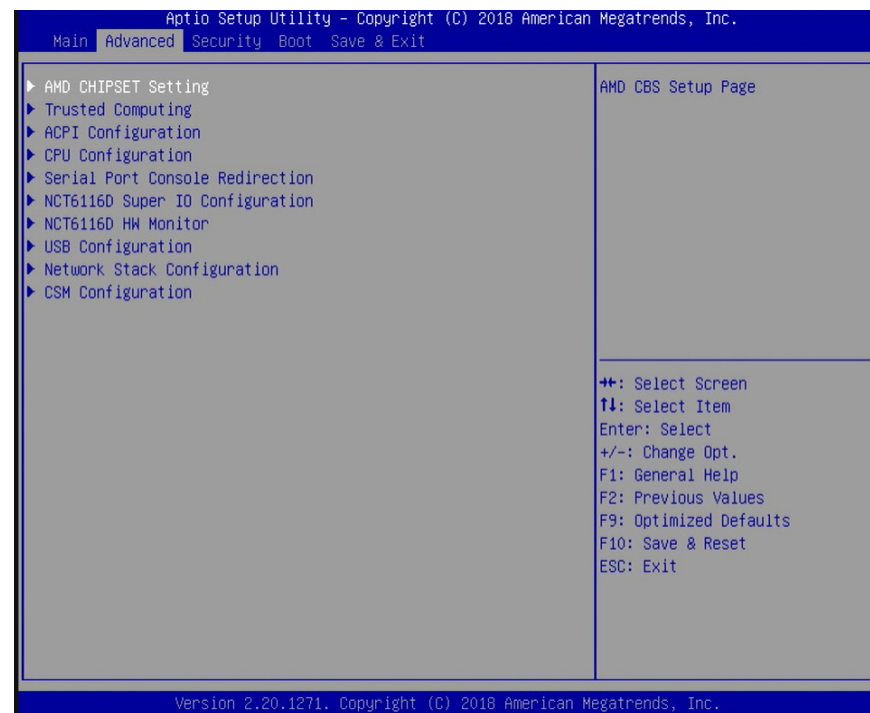 Aptio Setup Utility – Copyright (C) 2018 American Megatrends, Inc.
Main Advanced Security Boot Save & Exit
AMD CHIPSET Setting
Trusted Computing
ACPI Configuration
CPU Configuration
Serial Port Console Redirection
NCT6116D Super IO Configuration
NCT6116D HW Monitor
USB Configuration
Network Stack Configuration
CSM Configuration
AMD CBS Setup Page
→←: Select Screen
↑↓: Select Item
Enter: Select
+/-: Change Opt.
F1: General Help
F2: Previous Values
F9: Optimized Defaults
F10: Save & Reset
ESC: Exit
Version 2.20.1271. Copyright (C) 2018 American Megatrends, Inc.